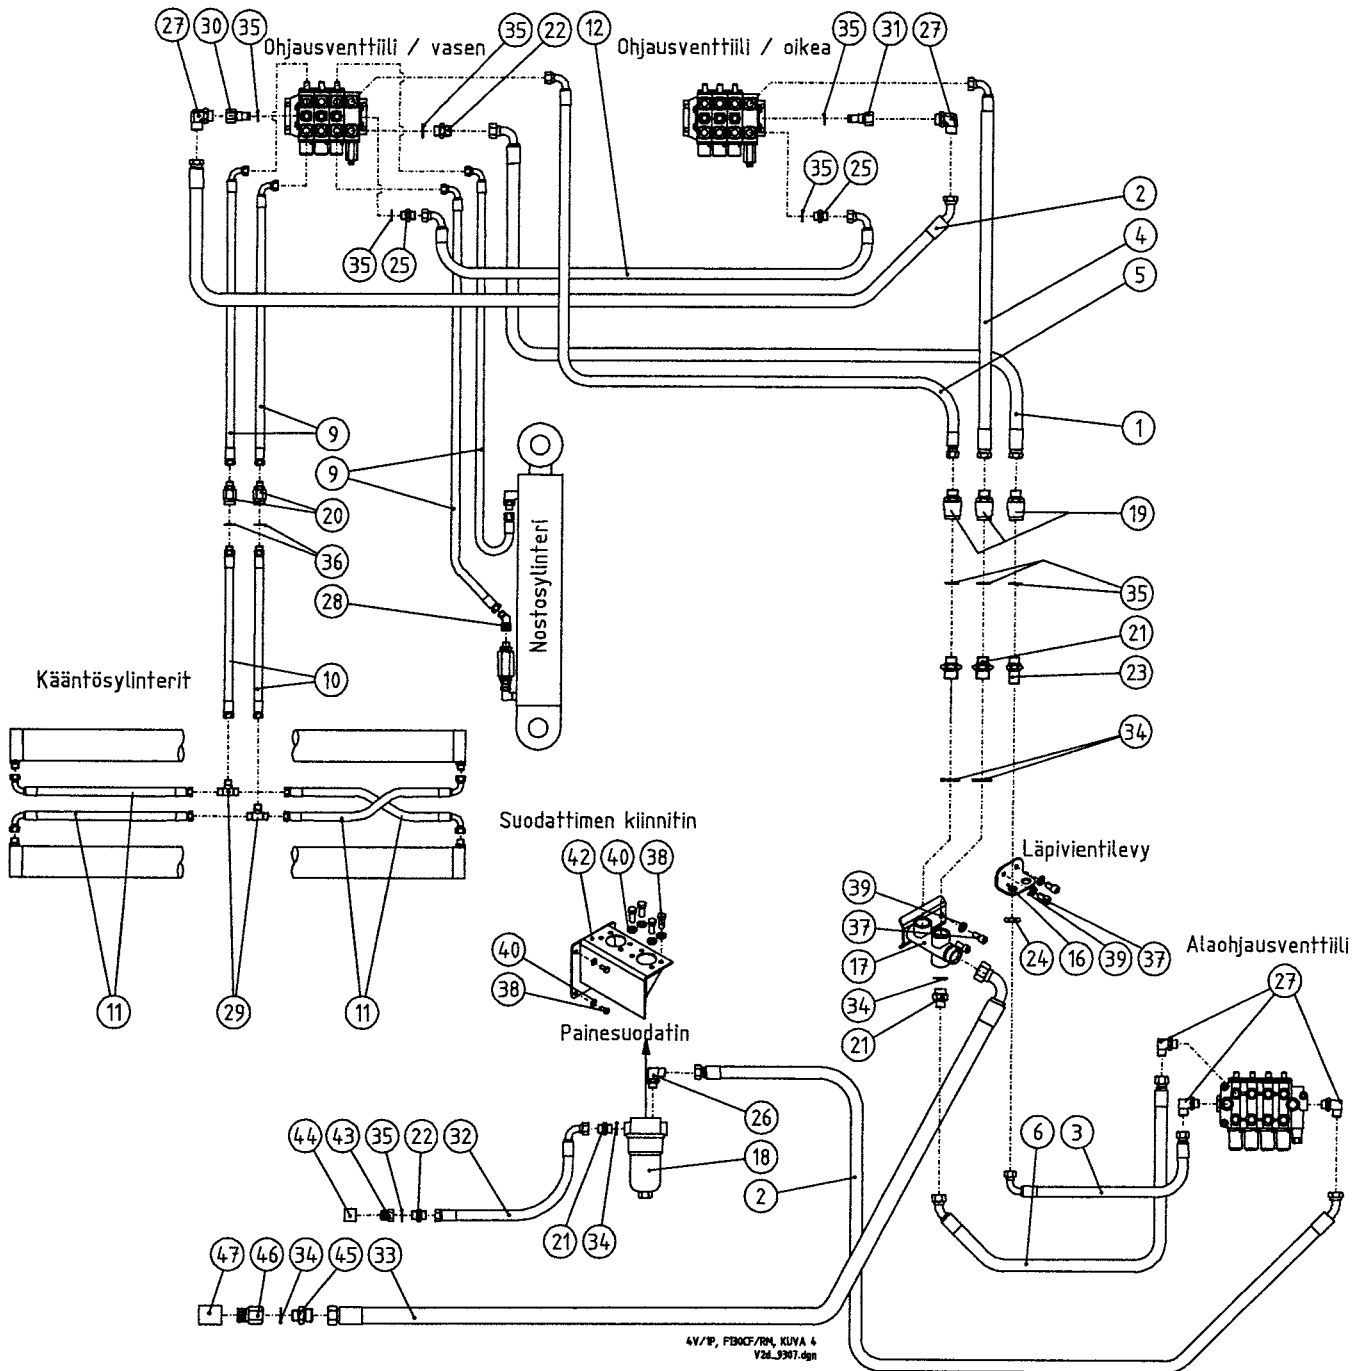 27 30 35 Ohjausventtiili / vasen 35 22 12 Ohjausventtiili / oikea 35 31 27
35 25
2
35 25
4
5
9
1
9
20
19
36
35
28
Nostosylinteri
21
23
Kääntösylinterit
10
34
Suodattimen kiinnitin
42 40 38
Läpivientilevy
39
37
40
17
24 16 39 37
Alaohjausventtiili
11 29 11
38
34
27
Painesuodatin
21
26
44 43 35 22 32
18
6 3
2
21 34
47 46 34 45 33
4V/1P, F130CF/RM, KUVA 4
V2d_9307.dgn